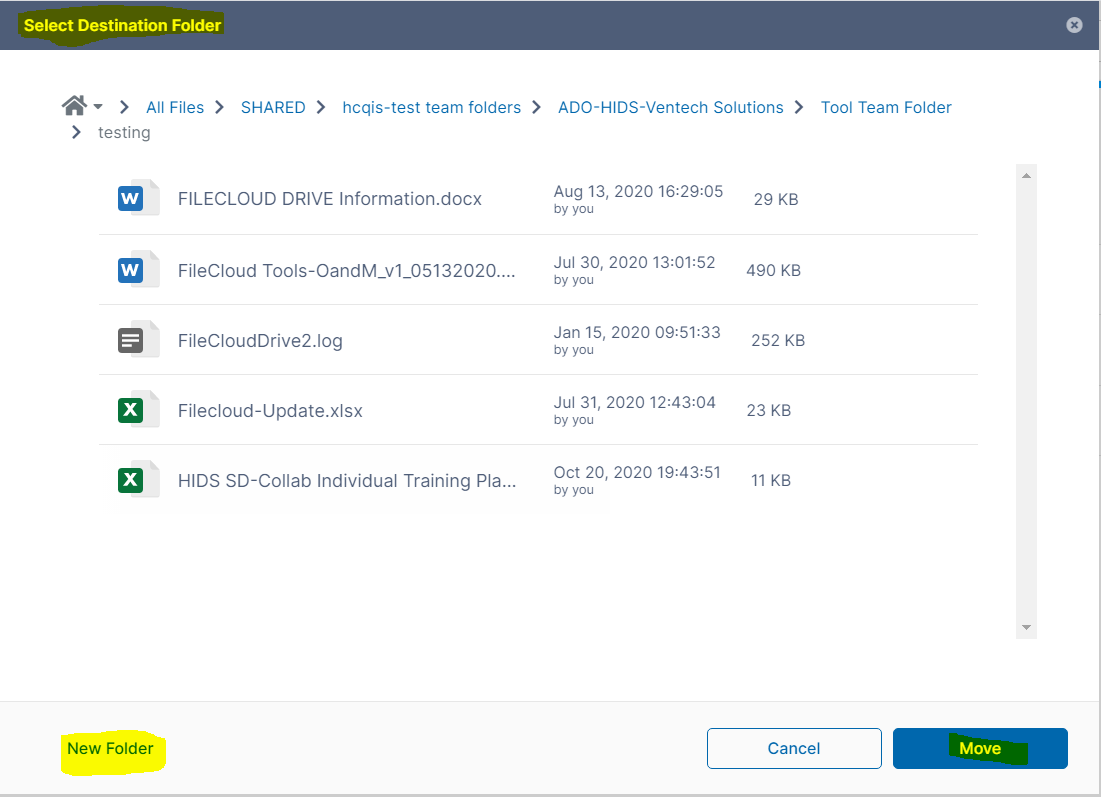 Select Destination Folder
All Files SHARED hcqis-test team folders ADO-HIDS-Ventech Solutions Tool Team Folder
testing
W FILECLOUD DRIVE Information.docx Aug 13, 2020 16:29:05 29 KB
by you
W FileCloud Tools-OandM_v1_05132020.... Jul 30, 2020 13:01:52 490 KB
by you
FileCloudDrive2.log Jan 15, 2020 09:51:33 252 KB
by you
X Filecloud-Update.xlsx Jul 31, 2020 12:43:04 23 KB
by you
X HIDS SD-Collab Individual Training Pla... Oct 20, 2020 19:43:51 11 KB
by you
New Folder Cancel Move